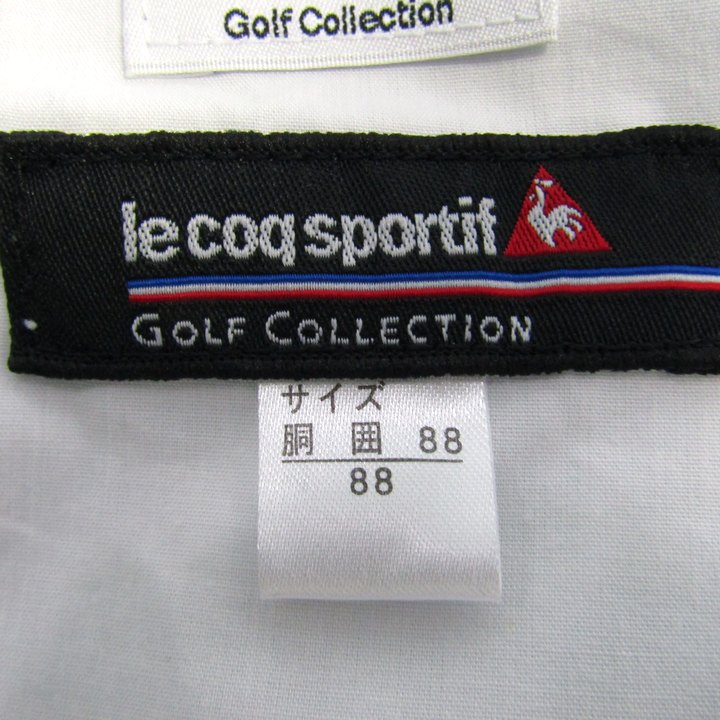 Golf Collection
le coq sportif
GOLF COLLECTION
サイズ
胴 囲 88
88